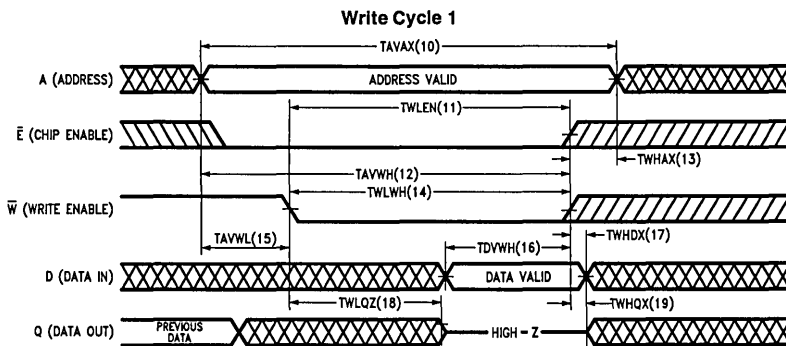 Write Cycle 1
TAVAX(10)
A (ADDRESS)
ADDRESS VALID
TWLEN(11)
E̅ (CHIP ENABLE)
TWHAX(13)
TAVWH(12)
TWLWH(14)
W̅ (WRITE ENABLE)
TAVWL(15)
TDVWH(16)
TWHDX(17)
D (DATA IN)
DATA VALID
TWLQZ(18)
TWHQX(19)
Q (DATA OUT)
PREVIOUS
DATA
HIGH - Z